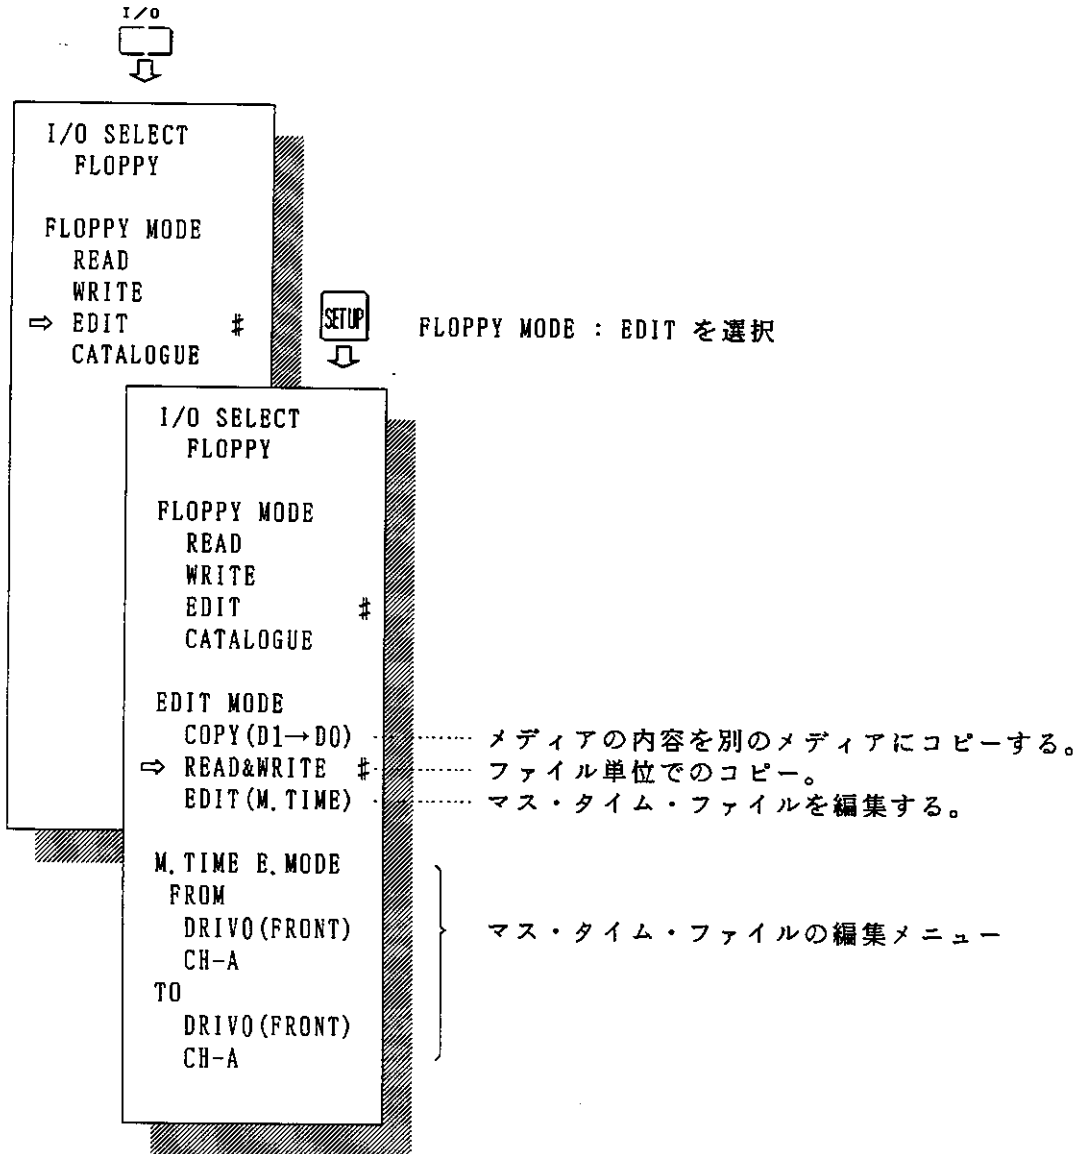 I/O
I/O SELECT
FLOPPY
FLOPPY MODE
READ
WRITE
⇨ EDIT #
CATALOGUE
SETUP
FLOPPY MODE : EDIT を選択
I/O SELECT
FLOPPY
FLOPPY MODE
READ
WRITE
EDIT #
CATALOGUE
EDIT MODE
COPY(D1→D0) ‥‥‥‥ メディアの内容を別のメディアにコピーする。
⇨ READ&WRITE #‥‥‥‥ ファイル単位でのコピー。
EDIT(M.TIME) ‥‥‥‥ マス・タイム・ファイルを編集する。
M.TIME E.MODE
FROM
DRIV0(FRONT)
CH-A
TO
DRIV0(FRONT)
CH-A
マス・タイム・ファイルの編集メニュー